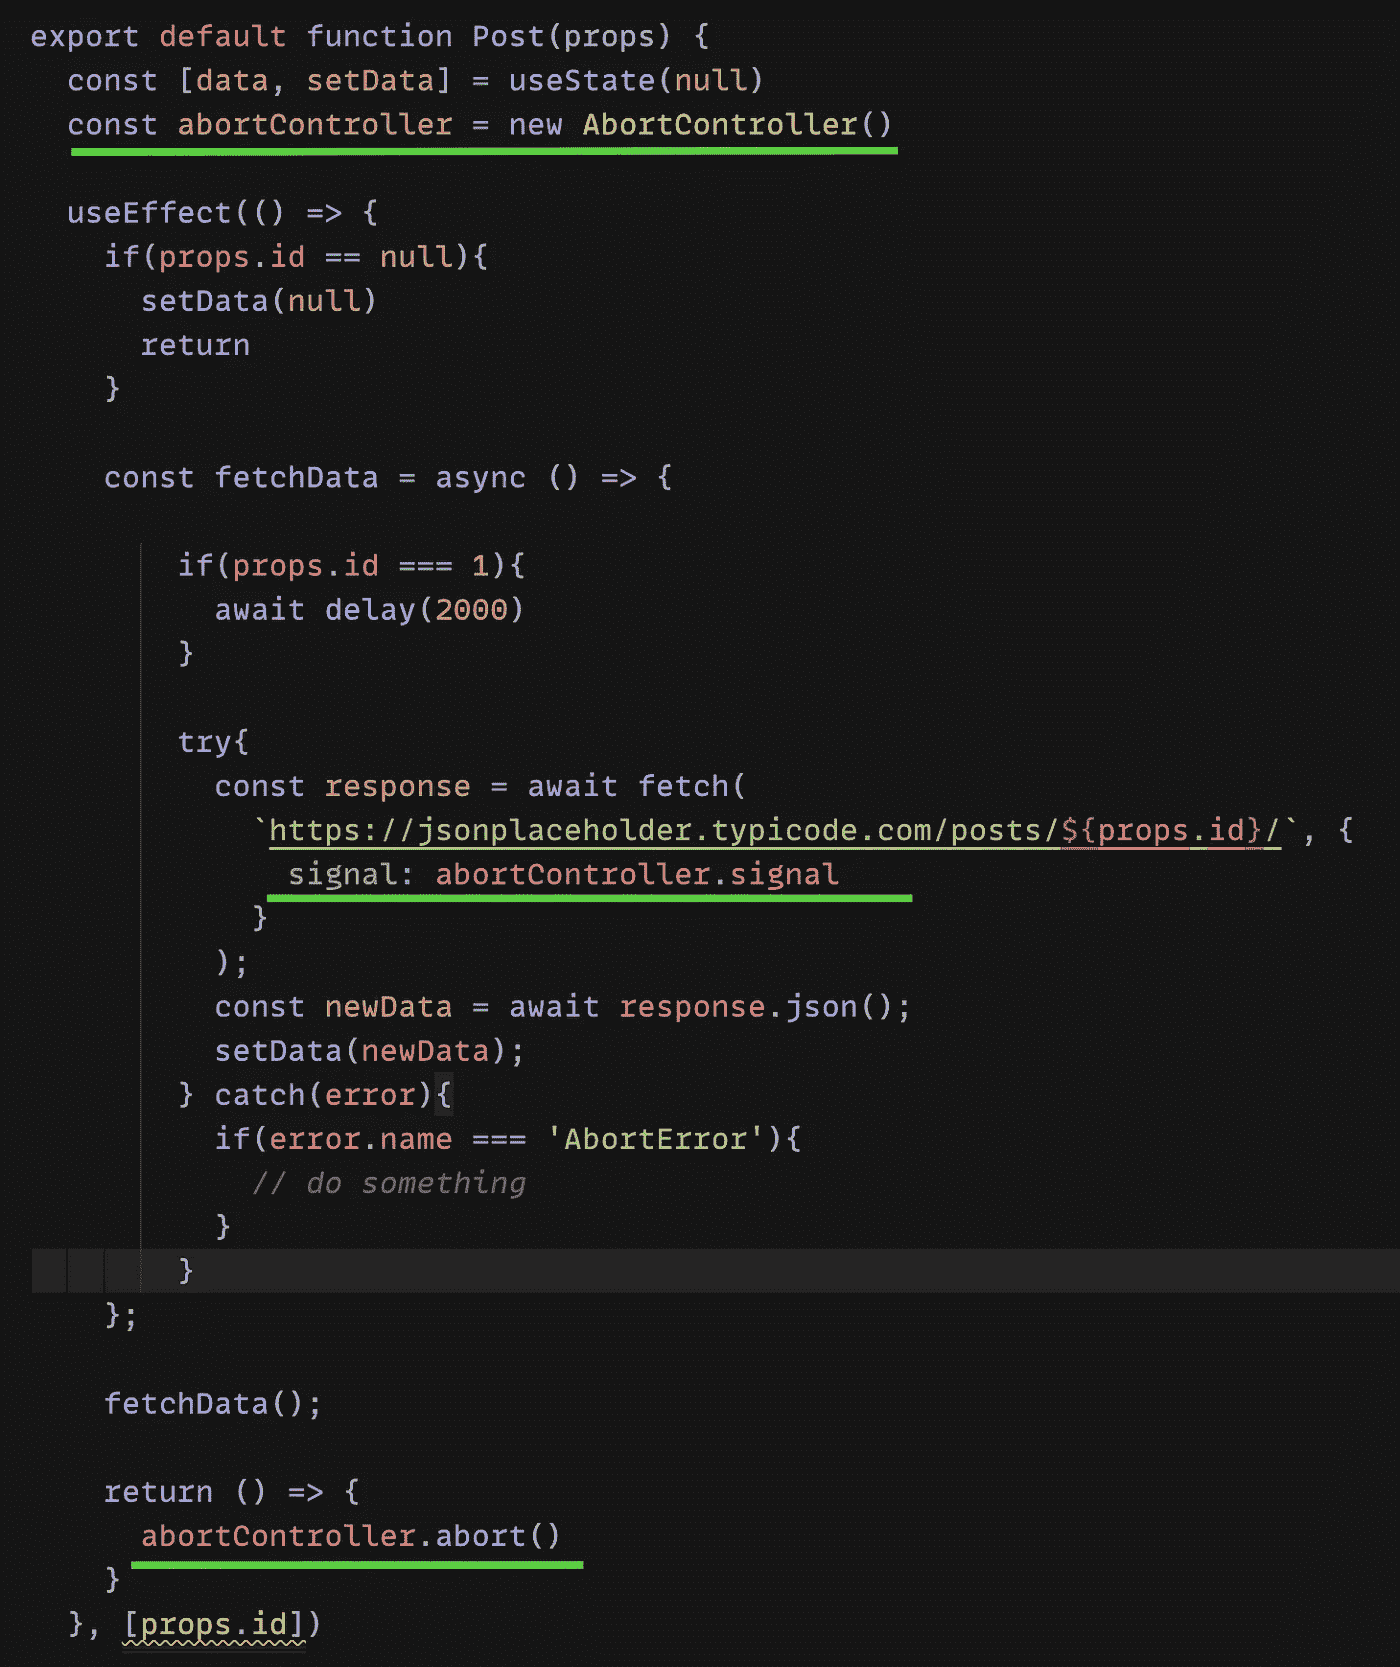 export default function Post(props) {
  const [data, setData] = useState(null)
  const abortController = new AbortController()
  useEffect(() => {
    if(props.id == null){
      setData(null)
      return
    }
    const fetchData = async () => {
        if(props.id === 1){
          await delay(2000)
        }
        try{
          const response = await fetch(
            `https://jsonplaceholder.typicode.com/posts/${props.id}/`, {
              signal: abortController.signal
            }
          );
          const newData = await response.json();
          setData(newData);
        } catch(error){
          if(error.name === 'AbortError'){
            // do something
          }
        }
    };
    fetchData();
    return () => {
      abortController.abort()
    }
  }, [props.id])